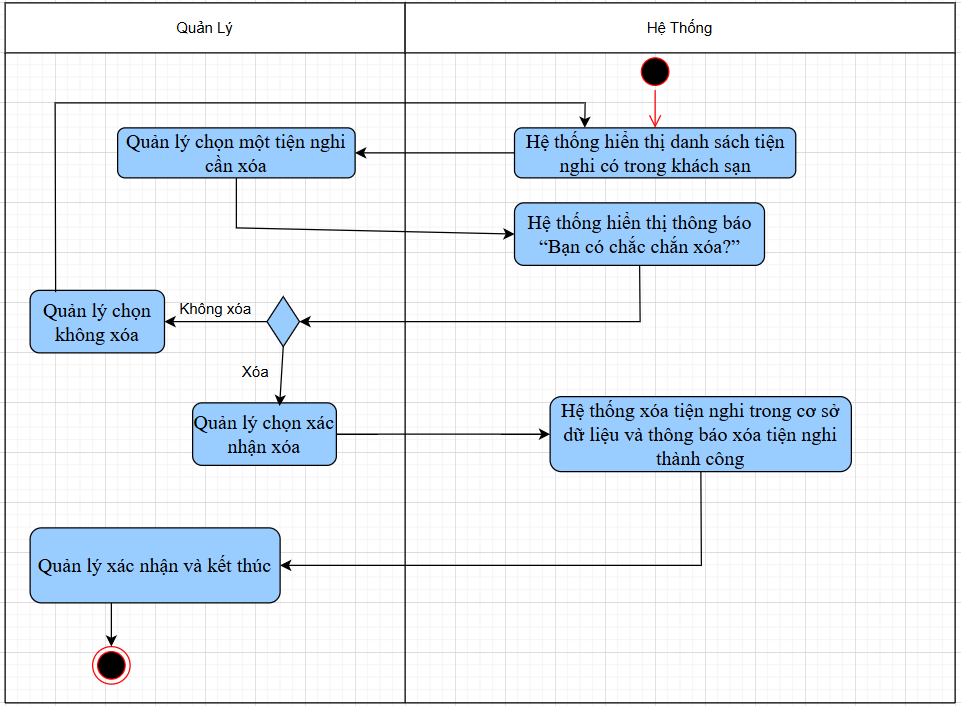 Quản Lý
Hệ Thống
Hệ thống hiển thị danh sách tiện
nghi có trong khách sạn
Quản lý chọn một tiện nghi
cần xóa
Hệ thống hiển thị thông báo
“Bạn có chắc chắn xóa?”
Không xóa
Quản lý chọn
không xóa
Xóa
Quản lý chọn xác
nhận xóa
Hệ thống xóa tiện nghi trong cơ sở
dữ liệu và thông báo xóa tiện nghi
thành công
Quản lý xác nhận và kết thúc